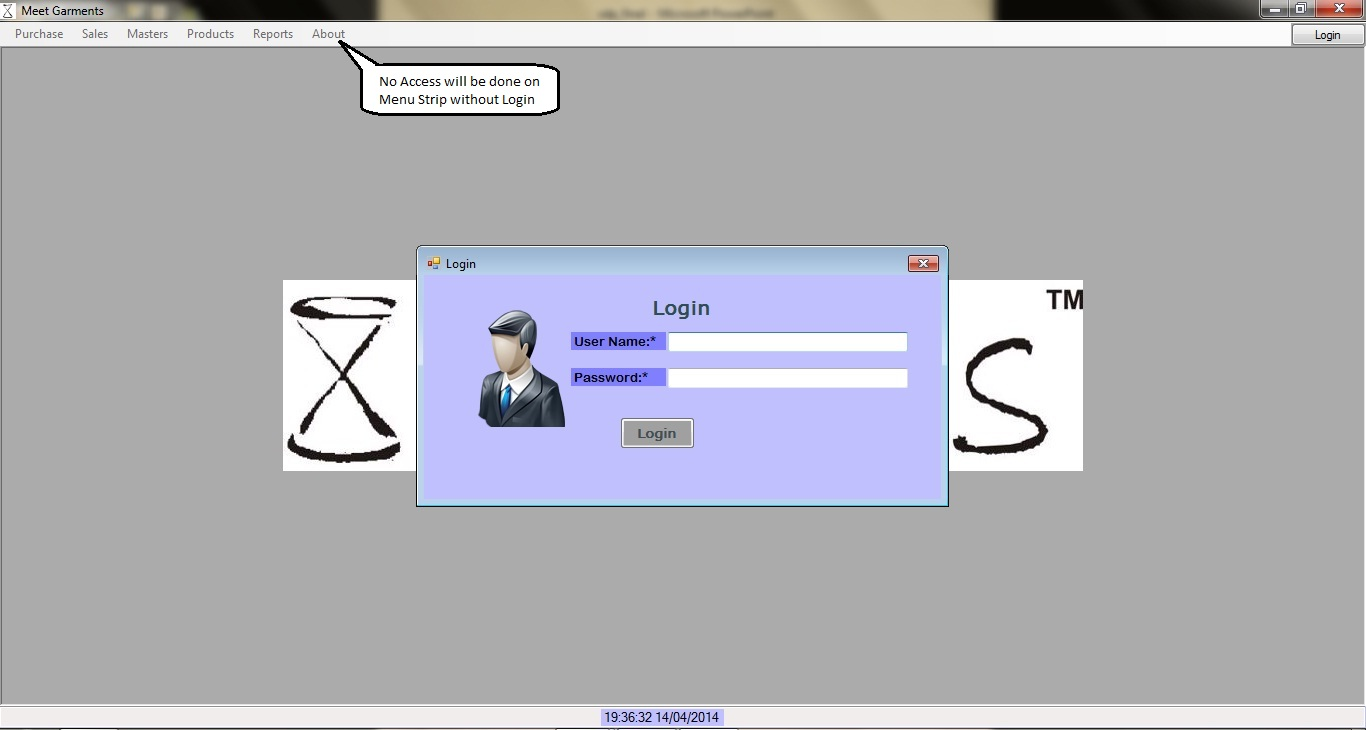 Meet Garments
Purchase Sales Masters Products Reports About
Login
No Access will be done on
Menu Strip without Login
Login
TM
Login
User Name:*
Password:*
S
Login
19:36:32 14/04/2014